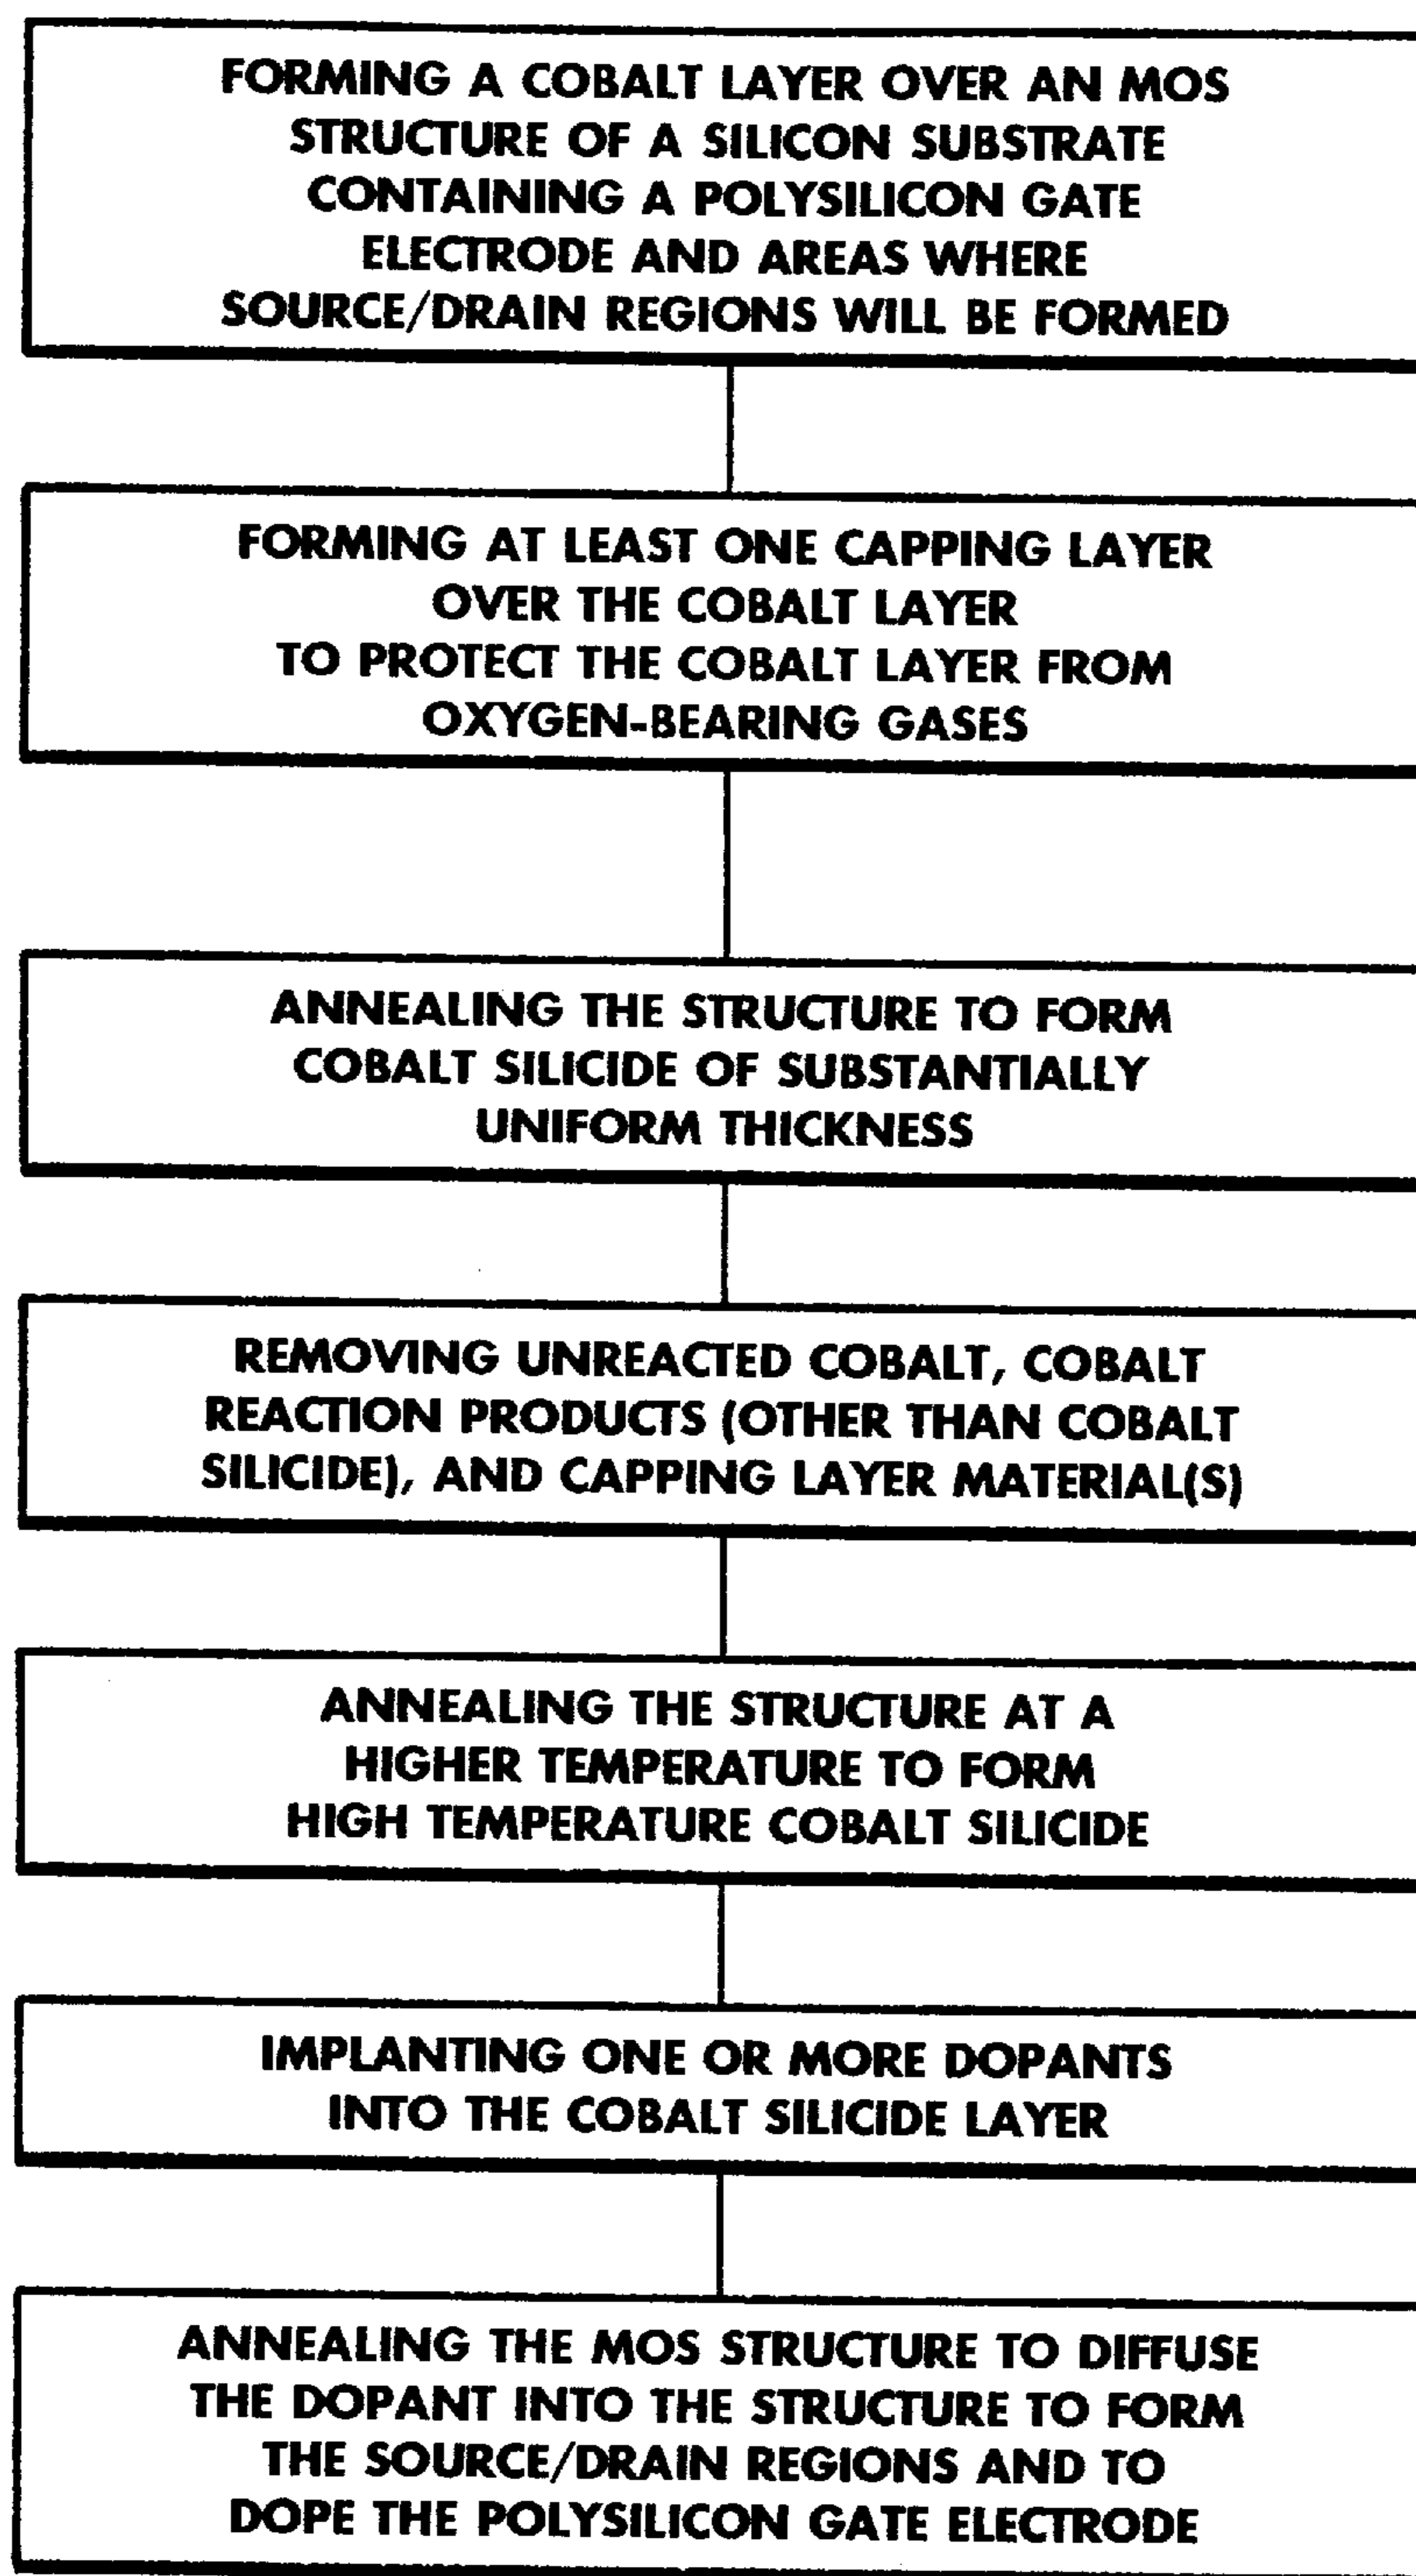 FORMING A COBALT LAYER OVER AN MOS
STRUCTURE OF A SILICON SUBSTRATE
CONTAINING A POLYSILICON GATE
ELECTRODE AND AREAS WHERE
SOURCE/DRAIN REGIONS WILL BE FORMED
FORMING AT LEAST ONE CAPPING LAYER
OVER THE COBALT LAYER
TO PROTECT THE COBALT LAYER FROM
OXYGEN-BEARING GASES
ANNEALING THE STRUCTURE TO FORM
COBALT SILICIDE OF SUBSTANTIALLY
UNIFORM THICKNESS
REMOVING UNREACTED COBALT, COBALT
REACTION PRODUCTS (OTHER THAN COBALT
SILICIDE), AND CAPPING LAYER MATERIAL(S)
ANNEALING THE STRUCTURE AT A
HIGHER TEMPERATURE TO FORM
HIGH TEMPERATURE COBALT SILICIDE
IMPLANTING ONE OR MORE DOPANTS
INTO THE COBALT SILICIDE LAYER
ANNEALING THE MOS STRUCTURE TO DIFFUSE
THE DOPANT INTO THE STRUCTURE TO FORM
THE SOURCE/DRAIN REGIONS AND TO
DOPE THE POLYSILICON GATE ELECTRODE